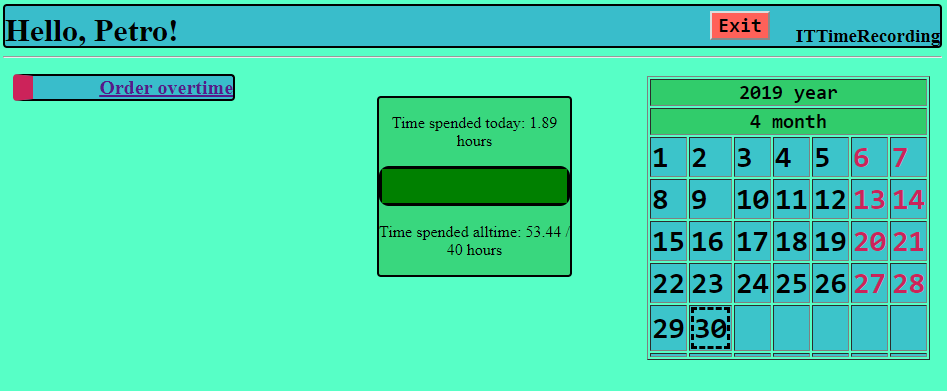 Hello, Petro!
Exit
ITTimeRecording
Order overtime
Time spended today: 1.89
hours
Time spended alltime: 53.44 /
40 hours
2019 year
4 month
1 2 3 4 5 6 7
8 9 10 11 12 13 14
15 16 17 18 19 20 21
22 23 24 25 26 27 28
29 30